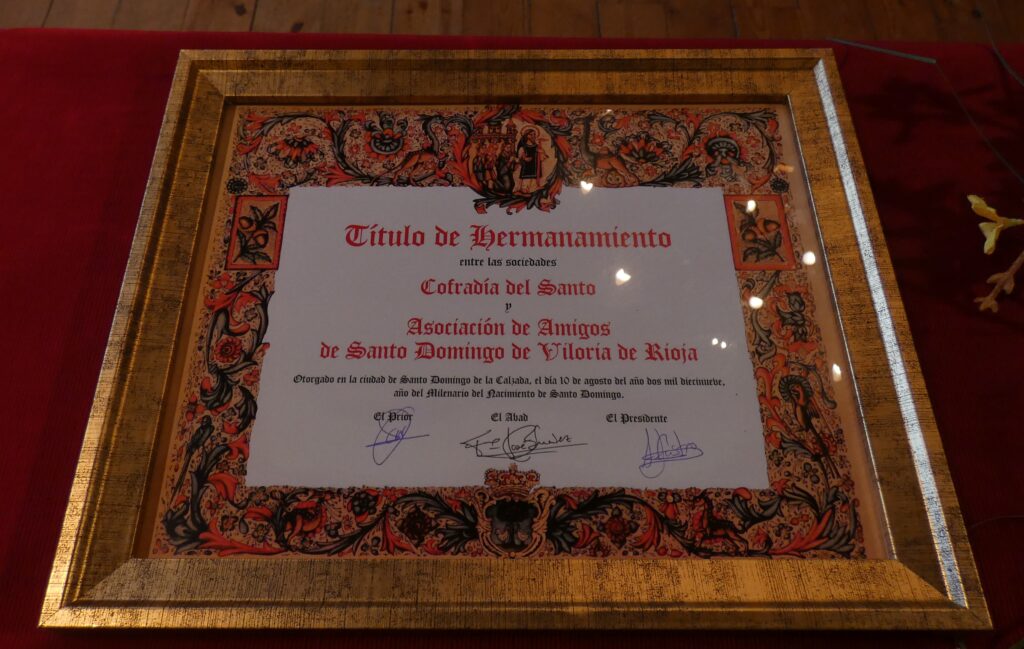 Título de Hermanamiento
entre las sociedades
Cofradía del Santo
y
Asociación de Amigos
de Santo Domingo de Viloria de Rioja
Otorgado en la ciudad de Santo Domingo de la Calzada, el día 10 de agosto del año dos mil diecinueve,
año del Milenario del Nacimiento de Santo Domingo.
El Prior El Abad El Presidente